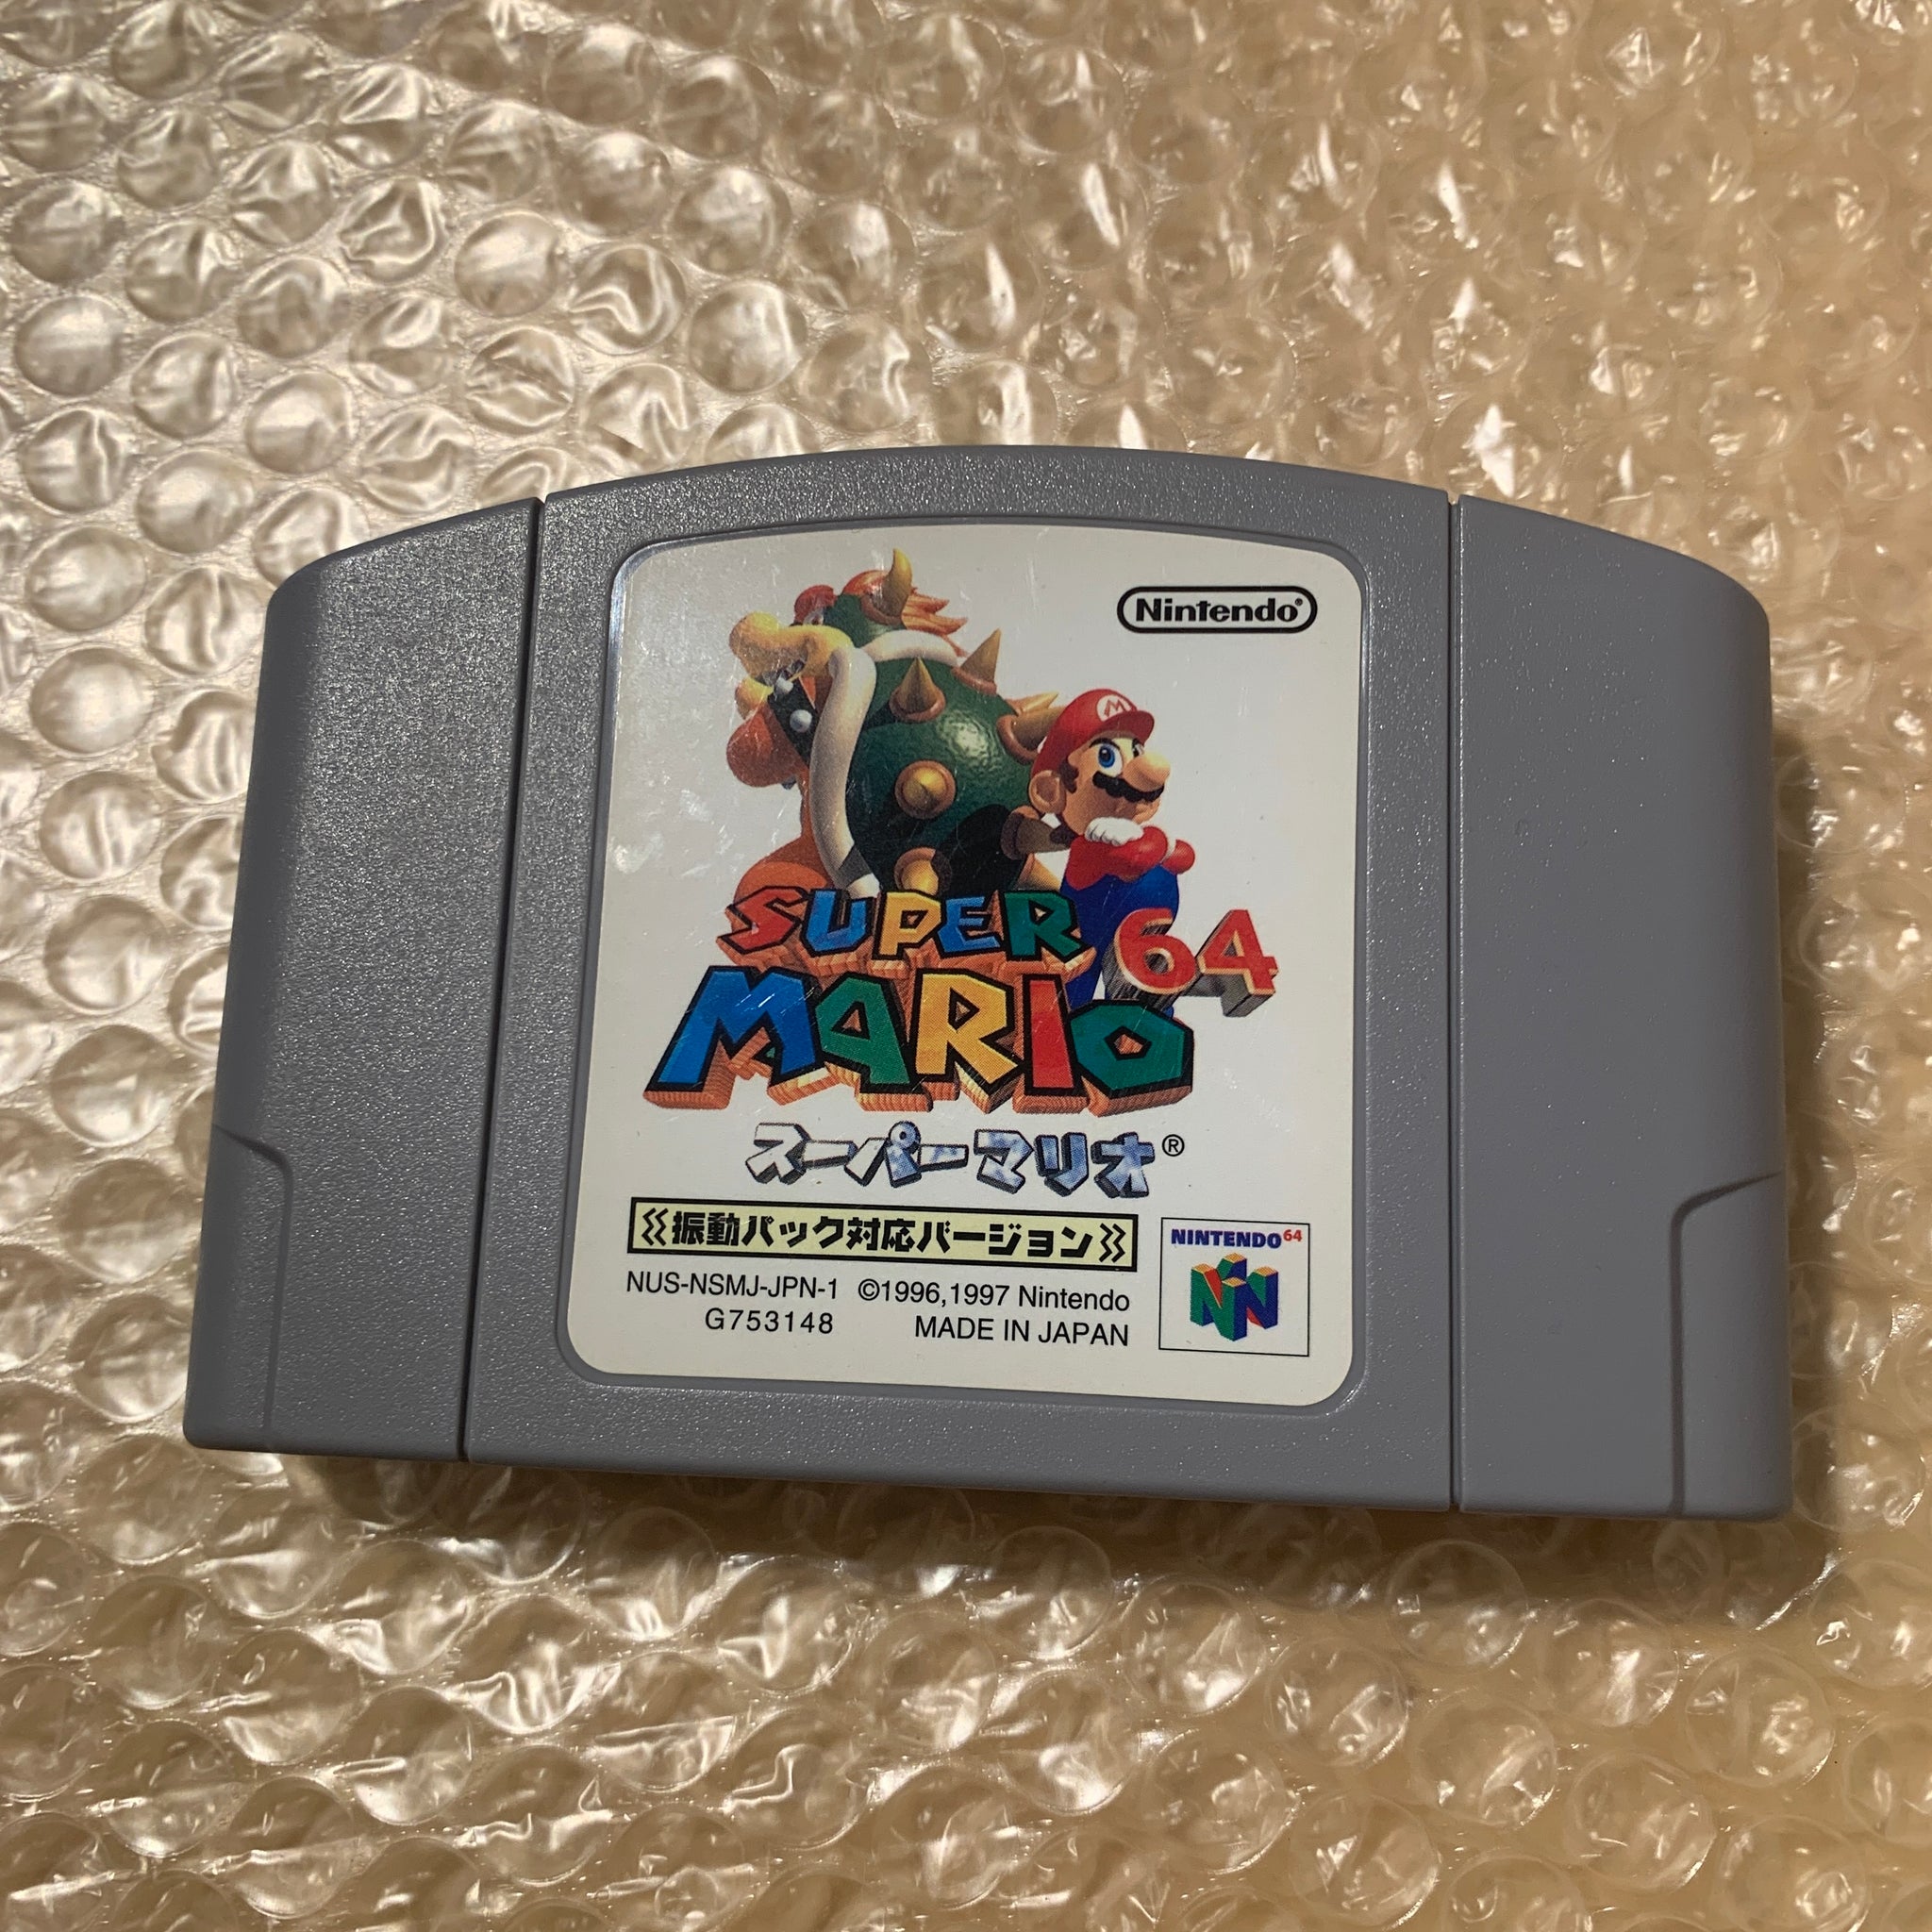 Nintendo®
SUPER
MARIO 64
スーパーマリオ®
振動パック対応バージョン
NUS-NSMJ-JPN-1 ©1996,1997 Nintendo
G753148 MADE IN JAPAN
NINTENDO64